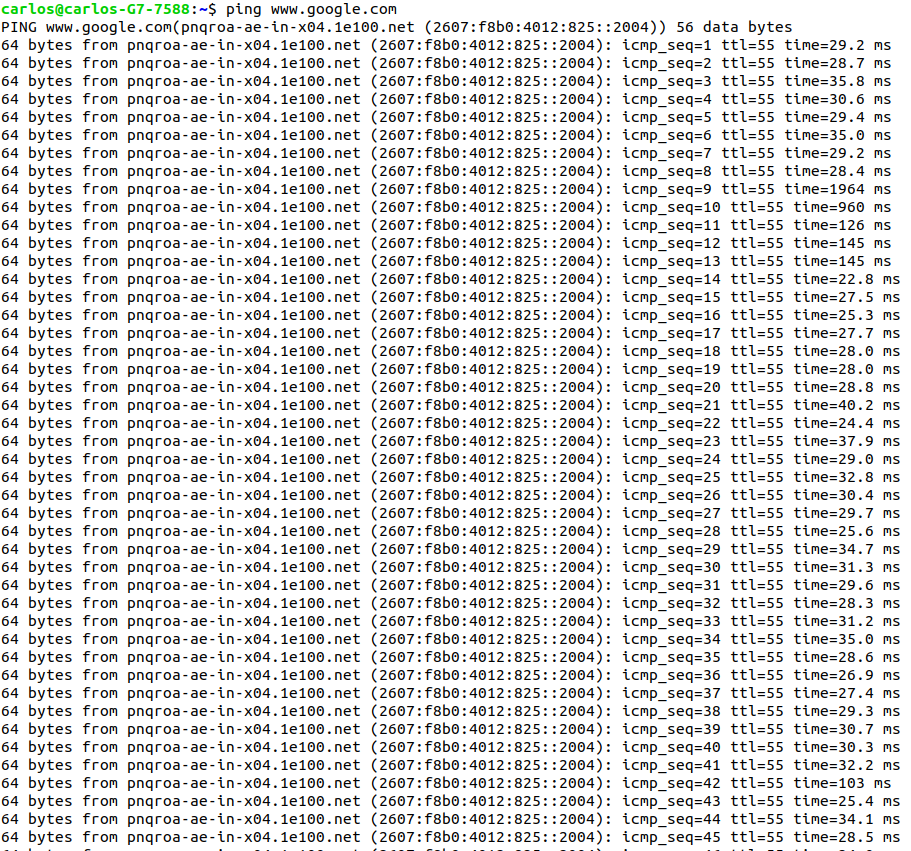 carlos@carlos-G7-7588:~$ ping www.google.com
PING www.google.com(pnqroa-ae-in-x04.1e100.net (2607:f8b0:4012:825::2004)) 56 data bytes
64 bytes from pnqroa-ae-in-x04.1e100.net (2607:f8b0:4012:825::2004): icmp_seq=1 ttl=55 time=29.2 ms
64 bytes from pnqroa-ae-in-x04.1e100.net (2607:f8b0:4012:825::2004): icmp_seq=2 ttl=55 time=28.7 ms
64 bytes from pnqroa-ae-in-x04.1e100.net (2607:f8b0:4012:825::2004): icmp_seq=3 ttl=55 time=35.8 ms
64 bytes from pnqroa-ae-in-x04.1e100.net (2607:f8b0:4012:825::2004): icmp_seq=4 ttl=55 time=30.6 ms
64 bytes from pnqroa-ae-in-x04.1e100.net (2607:f8b0:4012:825::2004): icmp_seq=5 ttl=55 time=29.4 ms
64 bytes from pnqroa-ae-in-x04.1e100.net (2607:f8b0:4012:825::2004): icmp_seq=6 ttl=55 time=35.0 ms
64 bytes from pnqroa-ae-in-x04.1e100.net (2607:f8b0:4012:825::2004): icmp_seq=7 ttl=55 time=29.2 ms
64 bytes from pnqroa-ae-in-x04.1e100.net (2607:f8b0:4012:825::2004): icmp_seq=8 ttl=55 time=28.4 ms
64 bytes from pnqroa-ae-in-x04.1e100.net (2607:f8b0:4012:825::2004): icmp_seq=9 ttl=55 time=1964 ms
64 bytes from pnqroa-ae-in-x04.1e100.net (2607:f8b0:4012:825::2004): icmp_seq=10 ttl=55 time=960 ms
64 bytes from pnqroa-ae-in-x04.1e100.net (2607:f8b0:4012:825::2004): icmp_seq=11 ttl=55 time=126 ms
64 bytes from pnqroa-ae-in-x04.1e100.net (2607:f8b0:4012:825::2004): icmp_seq=12 ttl=55 time=145 ms
64 bytes from pnqroa-ae-in-x04.1e100.net (2607:f8b0:4012:825::2004): icmp_seq=13 ttl=55 time=145 ms
64 bytes from pnqroa-ae-in-x04.1e100.net (2607:f8b0:4012:825::2004): icmp_seq=14 ttl=55 time=22.8 ms
64 bytes from pnqroa-ae-in-x04.1e100.net (2607:f8b0:4012:825::2004): icmp_seq=15 ttl=55 time=27.5 ms
64 bytes from pnqroa-ae-in-x04.1e100.net (2607:f8b0:4012:825::2004): icmp_seq=16 ttl=55 time=25.3 ms
64 bytes from pnqroa-ae-in-x04.1e100.net (2607:f8b0:4012:825::2004): icmp_seq=17 ttl=55 time=27.7 ms
64 bytes from pnqroa-ae-in-x04.1e100.net (2607:f8b0:4012:825::2004): icmp_seq=18 ttl=55 time=28.0 ms
64 bytes from pnqroa-ae-in-x04.1e100.net (2607:f8b0:4012:825::2004): icmp_seq=19 ttl=55 time=28.0 ms
64 bytes from pnqroa-ae-in-x04.1e100.net (2607:f8b0:4012:825::2004): icmp_seq=20 ttl=55 time=28.8 ms
64 bytes from pnqroa-ae-in-x04.1e100.net (2607:f8b0:4012:825::2004): icmp_seq=21 ttl=55 time=40.2 ms
64 bytes from pnqroa-ae-in-x04.1e100.net (2607:f8b0:4012:825::2004): icmp_seq=22 ttl=55 time=24.4 ms
64 bytes from pnqroa-ae-in-x04.1e100.net (2607:f8b0:4012:825::2004): icmp_seq=23 ttl=55 time=37.9 ms
64 bytes from pnqroa-ae-in-x04.1e100.net (2607:f8b0:4012:825::2004): icmp_seq=24 ttl=55 time=29.0 ms
64 bytes from pnqroa-ae-in-x04.1e100.net (2607:f8b0:4012:825::2004): icmp_seq=25 ttl=55 time=32.8 ms
64 bytes from pnqroa-ae-in-x04.1e100.net (2607:f8b0:4012:825::2004): icmp_seq=26 ttl=55 time=30.4 ms
64 bytes from pnqroa-ae-in-x04.1e100.net (2607:f8b0:4012:825::2004): icmp_seq=27 ttl=55 time=29.7 ms
64 bytes from pnqroa-ae-in-x04.1e100.net (2607:f8b0:4012:825::2004): icmp_seq=28 ttl=55 time=25.6 ms
64 bytes from pnqroa-ae-in-x04.1e100.net (2607:f8b0:4012:825::2004): icmp_seq=29 ttl=55 time=34.7 ms
64 bytes from pnqroa-ae-in-x04.1e100.net (2607:f8b0:4012:825::2004): icmp_seq=30 ttl=55 time=31.3 ms
64 bytes from pnqroa-ae-in-x04.1e100.net (2607:f8b0:4012:825::2004): icmp_seq=31 ttl=55 time=29.6 ms
64 bytes from pnqroa-ae-in-x04.1e100.net (2607:f8b0:4012:825::2004): icmp_seq=32 ttl=55 time=28.3 ms
64 bytes from pnqroa-ae-in-x04.1e100.net (2607:f8b0:4012:825::2004): icmp_seq=33 ttl=55 time=31.2 ms
64 bytes from pnqroa-ae-in-x04.1e100.net (2607:f8b0:4012:825::2004): icmp_seq=34 ttl=55 time=35.0 ms
64 bytes from pnqroa-ae-in-x04.1e100.net (2607:f8b0:4012:825::2004): icmp_seq=35 ttl=55 time=28.6 ms
64 bytes from pnqroa-ae-in-x04.1e100.net (2607:f8b0:4012:825::2004): icmp_seq=36 ttl=55 time=26.9 ms
64 bytes from pnqroa-ae-in-x04.1e100.net (2607:f8b0:4012:825::2004): icmp_seq=37 ttl=55 time=27.4 ms
64 bytes from pnqroa-ae-in-x04.1e100.net (2607:f8b0:4012:825::2004): icmp_seq=38 ttl=55 time=29.3 ms
64 bytes from pnqroa-ae-in-x04.1e100.net (2607:f8b0:4012:825::2004): icmp_seq=39 ttl=55 time=30.7 ms
64 bytes from pnqroa-ae-in-x04.1e100.net (2607:f8b0:4012:825::2004): icmp_seq=40 ttl=55 time=30.3 ms
64 bytes from pnqroa-ae-in-x04.1e100.net (2607:f8b0:4012:825::2004): icmp_seq=41 ttl=55 time=32.2 ms
64 bytes from pnqroa-ae-in-x04.1e100.net (2607:f8b0:4012:825::2004): icmp_seq=42 ttl=55 time=103 ms
64 bytes from pnqroa-ae-in-x04.1e100.net (2607:f8b0:4012:825::2004): icmp_seq=43 ttl=55 time=25.4 ms
64 bytes from pnqroa-ae-in-x04.1e100.net (2607:f8b0:4012:825::2004): icmp_seq=44 ttl=55 time=34.1 ms
64 bytes from pnqroa-ae-in-x04.1e100.net (2607:f8b0:4012:825::2004): icmp_seq=45 ttl=55 time=28.5 ms